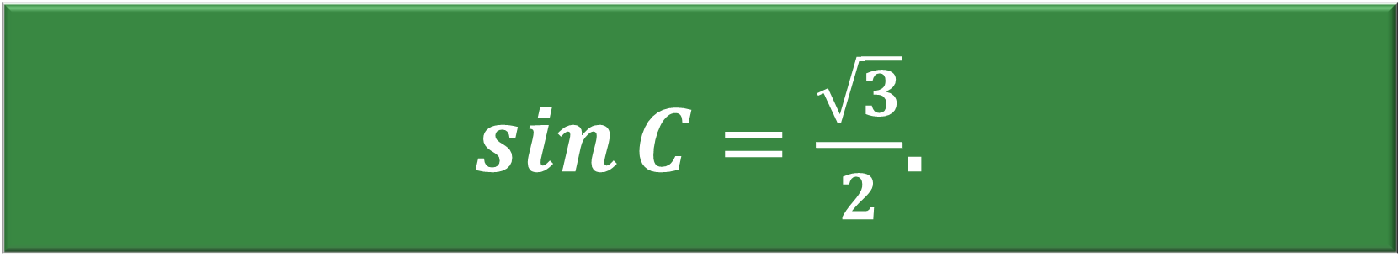 sin C = √3/2.